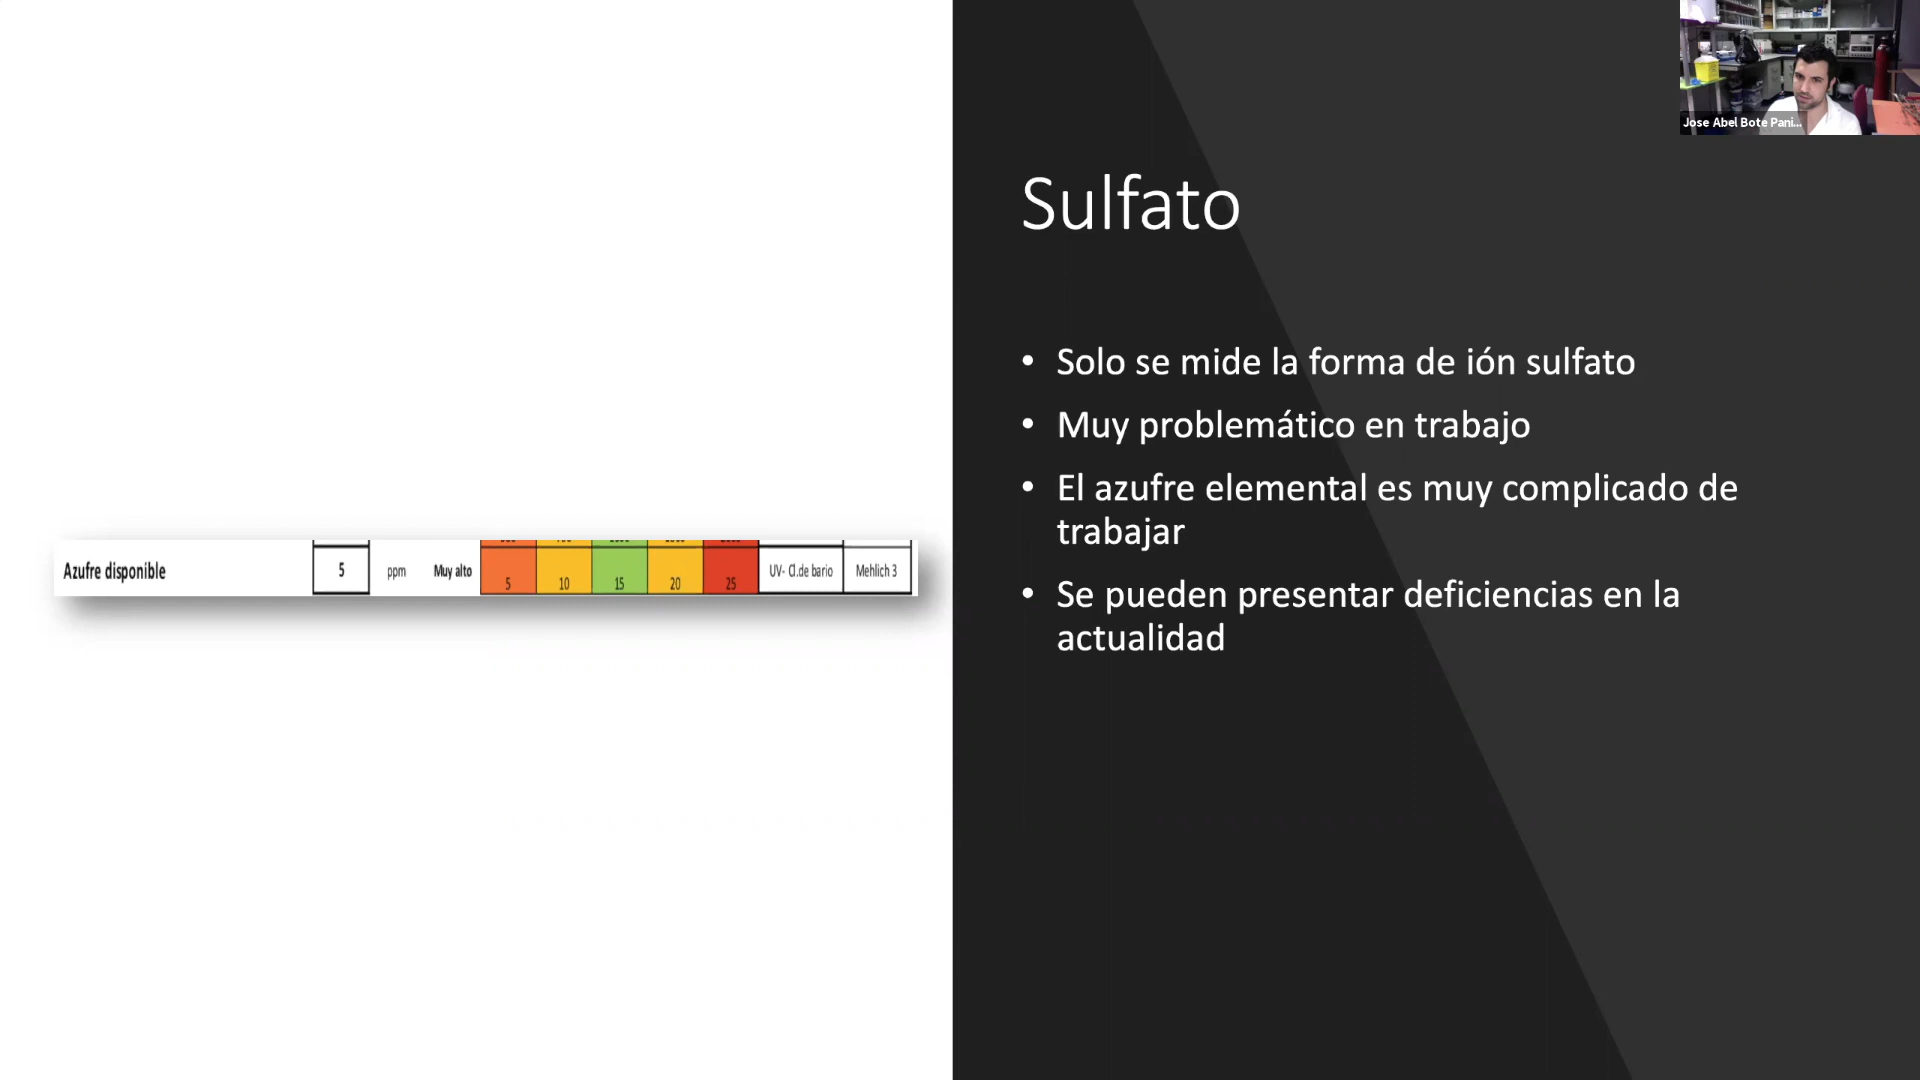 Jose Abel Bote Pani...
Sulfato
• Solo se mide la forma de ión sulfato
• Muy problemático en trabajo
• El azufre elemental es muy complicado de
trabajar
• Se pueden presentar deficiencias en la
actualidad
Azufre disponible 5 ppm Muy alto 5 10 15 20 25 UV- Cl.de bario Mehlich 3